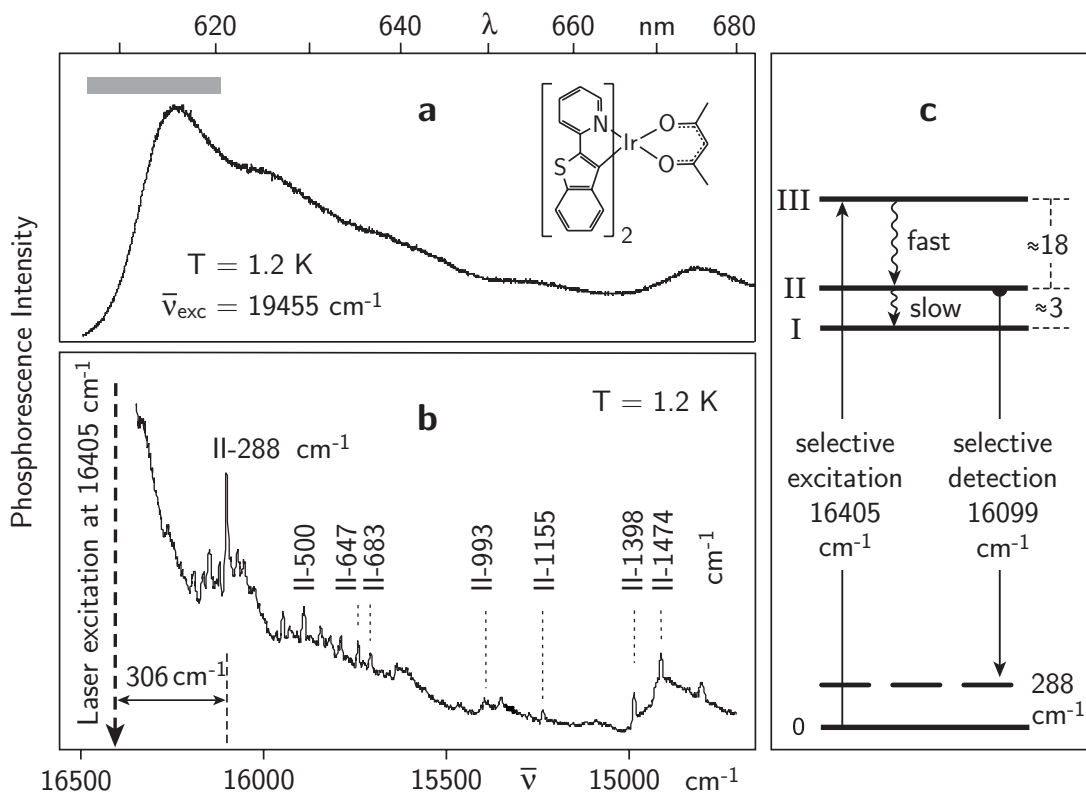 620 640 λ 660 nm 680
Phosphorescence Intensity
a
N
Ir
O
O
S
2
T = 1.2 K
ν̅exc = 19455 cm-1
b
T = 1.2 K
Laser excitation at 16405 cm-1
II-288 cm-1
II-500
II-647
II-683
II-993
II-1155
II-1398
II-1474
cm-1
306 cm-1
16500 16000 15500 ν̅ 15000 cm-1
c
III
fast
≈18
II
slow
≈3
I
selective
excitation
16405
cm-1
selective
detection
16099
cm-1
288
cm-1
0